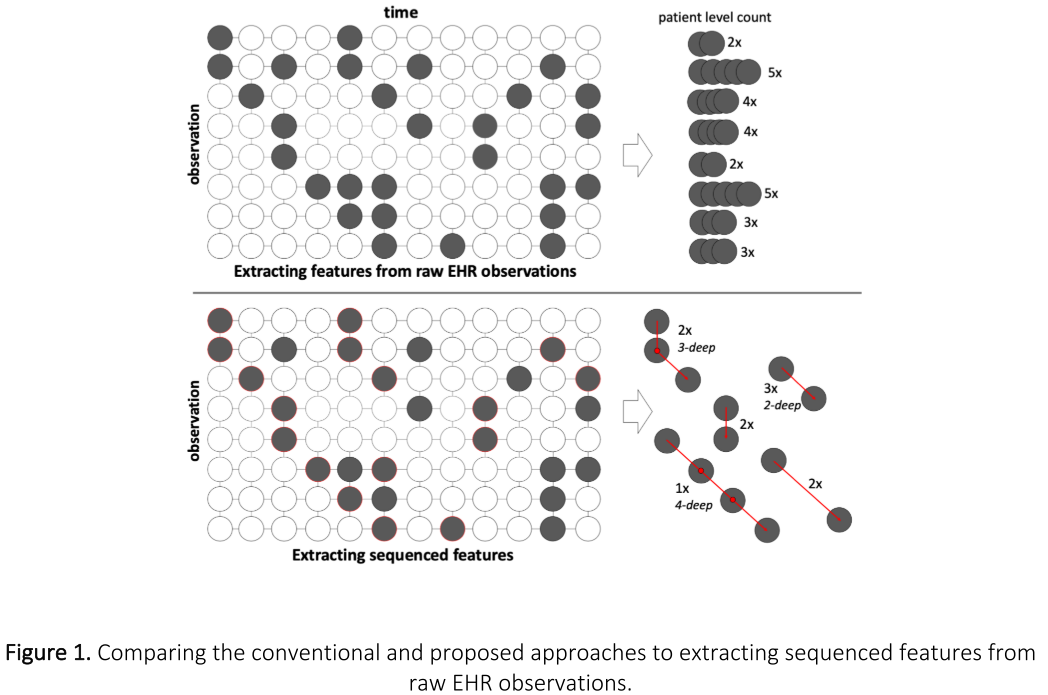 time
patient level count
observation
2x
5x
4x
4x
2x
5x
3x
3x
Extracting features from raw EHR observations
observation
2x
3-deep
3x
2-deep
2x
1x
4-deep
2x
Extracting sequenced features
Figure 1. Comparing the conventional and proposed approaches to extracting sequenced features from
raw EHR observations.